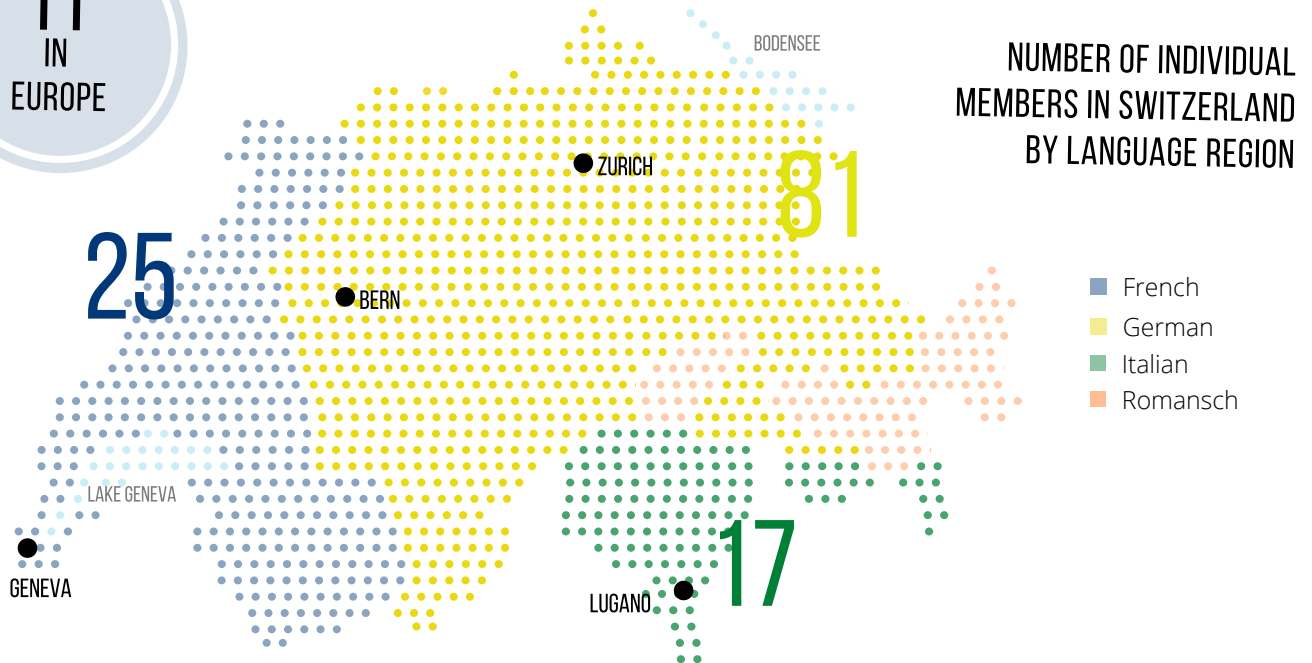 IN
EUROPE
BODENSEE
NUMBER OF INDIVIDUAL
MEMBERS IN SWITZERLAND
BY LANGUAGE REGION
ZURICH
81
25
BERN
French
German
Italian
Romansch
LAKE GENEVA
17
GENEVA
LUGANO